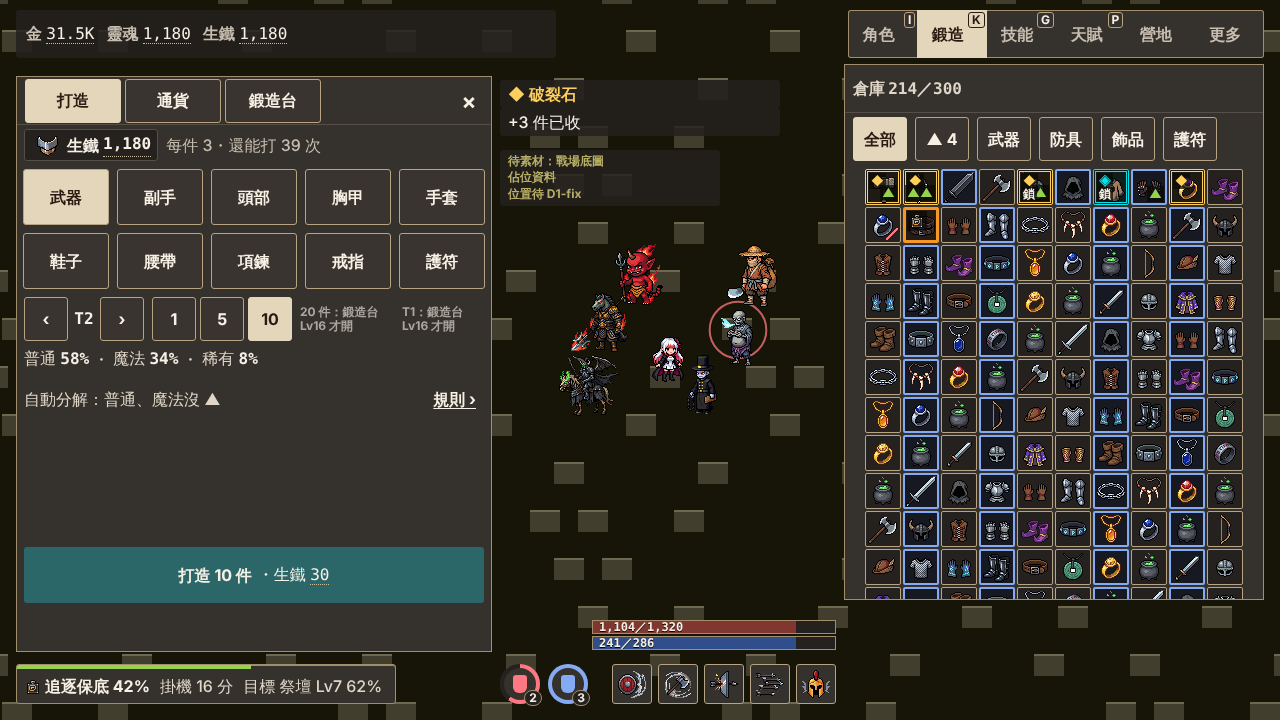 金 31.5K 靈魂 1,180 生鐵 1,180
角色 I
鍛造 K
技能 G
天賦 P
營地
更多
打造
通貨
鍛造台
×
生鐵 1,180 每件 3・還能打 39 次
武器
副手
頭部
胸甲
手套
鞋子
腰帶
項鍊
戒指
護符
‹ T2 › 1 5 10
20 件：鍛造台
Lv16 才開
T1：鍛造台
Lv16 才開
普通 58% ・ 魔法 34% ・ 稀有 8%
自動分解：普通、魔法沒 ▲
規則 ›
打造 10 件 ・生鐵 30
◆ 破裂石
+3 件已收
待素材：戰場底圖
佔位資料
位置待 D1-fix
倉庫 214／300
全部
▲ 4
武器
防具
飾品
護符
鎖
鎖
1,104／1,320
241／286
追逐保底 42% 掛機 16 分 目標 祭壇 Lv7 62%
2
3